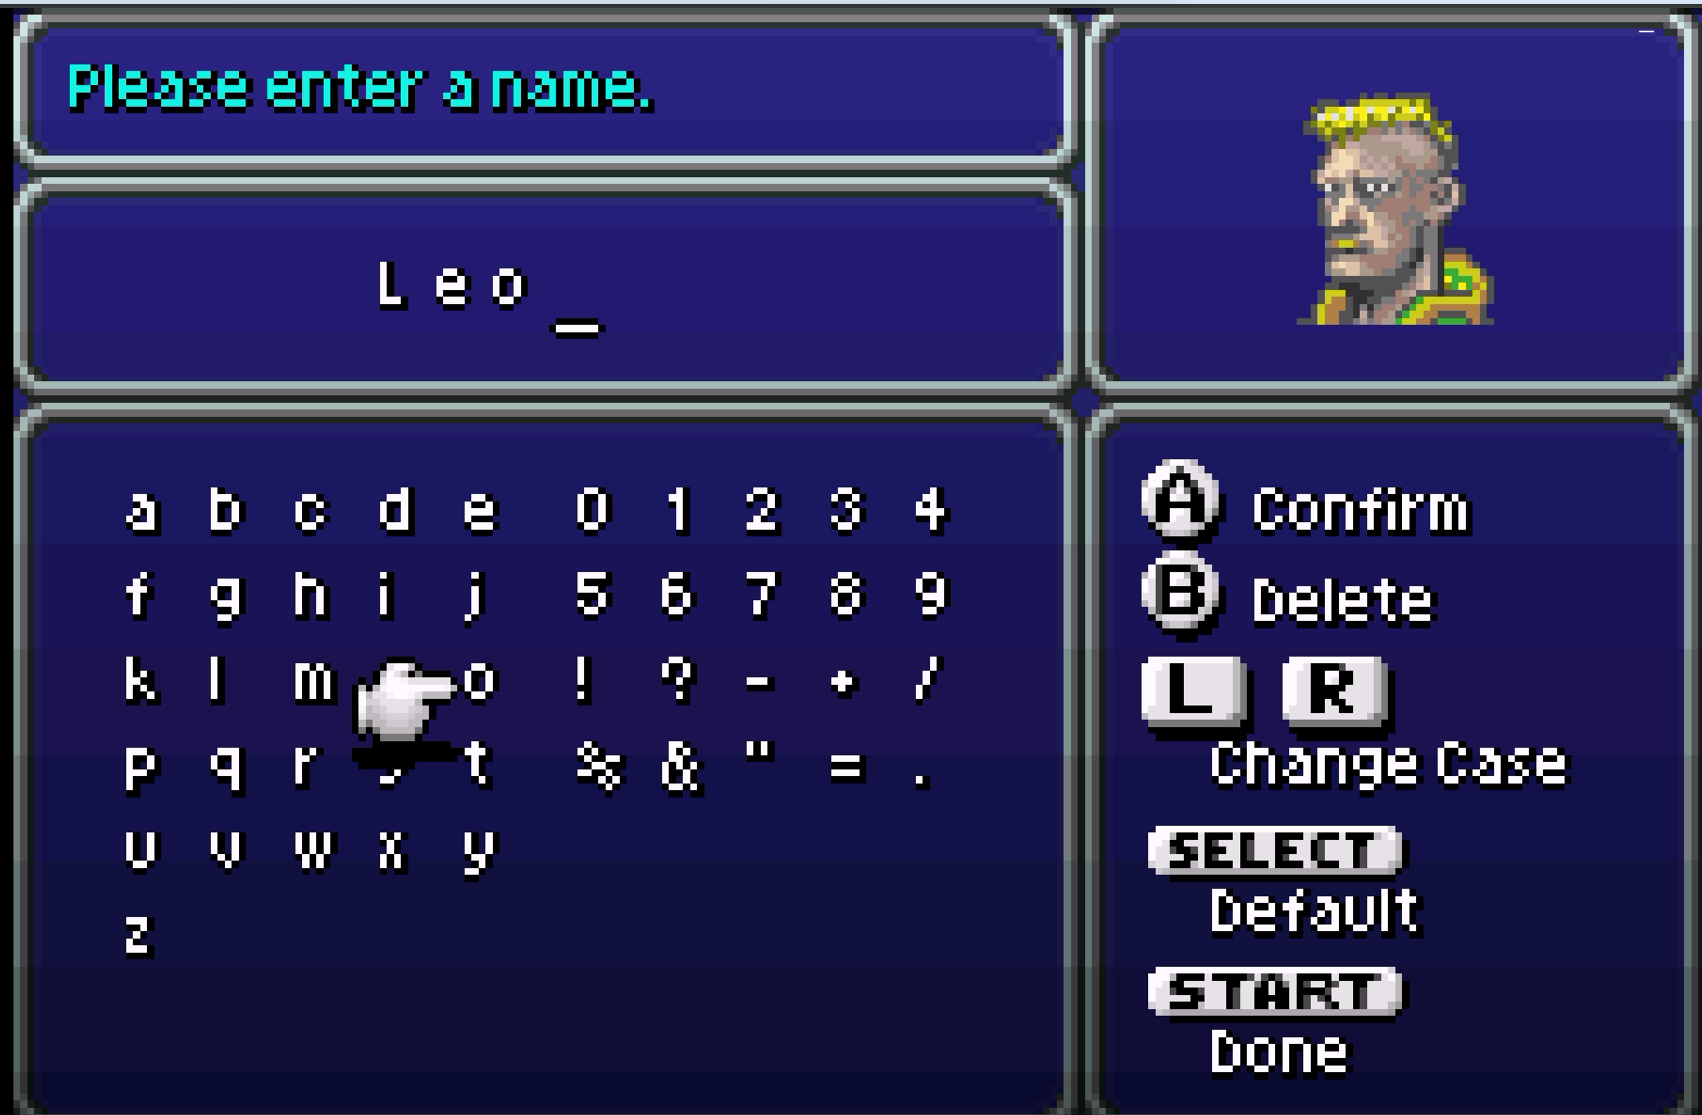 Please enter a name.
Leo_
a b c d e 0 1 2 3 4
f g h i j 5 6 7 8 9
k l m o ! ? - + /
p q r t % & " = .
u v w x y
z
A Confirm
B Delete
L R
Change Case
SELECT
Default
START
Done